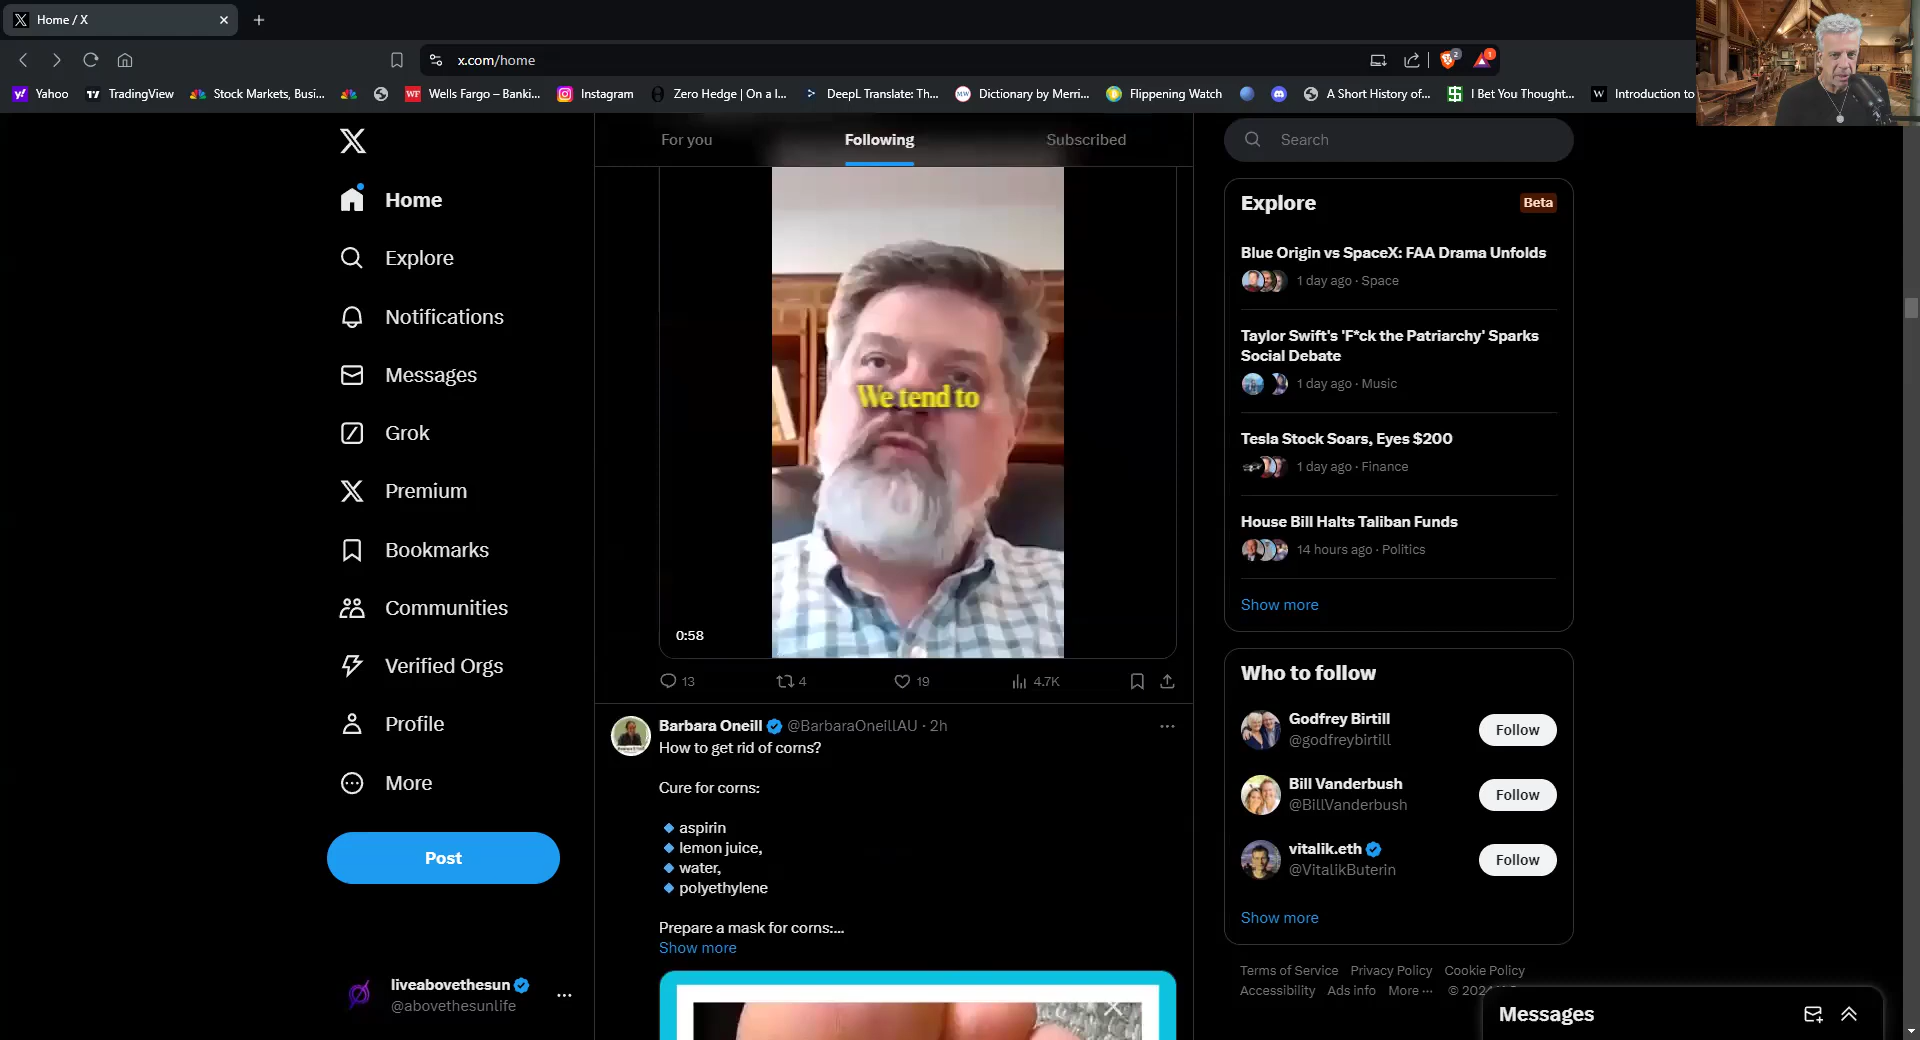 Home / X
x.com/home
2
1
Yahoo
TradingView
Stock Markets, Busi...
WF
Wells Fargo – Banki...
Instagram
Zero Hedge | On a l...
DeepL Translate: Th...
MW
Dictionary by Merri...
Flippening Watch
A Short History of...
I Bet You Thought...
W
Introduction to
For you
Following
Subscribed
Search
Home
Explore
Notifications
Messages
Grok
Premium
Bookmarks
Communities
Verified Orgs
Profile
More
Post
liveabovethesun
@abovethesunlife
We tend to
0:58
13
4
19
4.7K
Barbara Oneill @BarbaraOneillAU · 2h
How to get rid of corns?
Cure for corns:
aspirin
lemon juice,
water,
polyethylene
Prepare a mask for corns:...
Show more
Explore
Beta
Blue Origin vs SpaceX: FAA Drama Unfolds
1 day ago · Space
Taylor Swift's 'F*ck the Patriarchy' Sparks
Social Debate
1 day ago · Music
Tesla Stock Soars, Eyes $200
1 day ago · Finance
House Bill Halts Taliban Funds
14 hours ago · Politics
Show more
Who to follow
Godfrey Birtill
@godfreybirtill
Follow
Bill Vanderbush
@BillVanderbush
Follow
vitalik.eth
@VitalikButerin
Follow
Show more
Terms of Service Privacy Policy Cookie Policy
Accessibility Ads info More ... © 2024
Messages